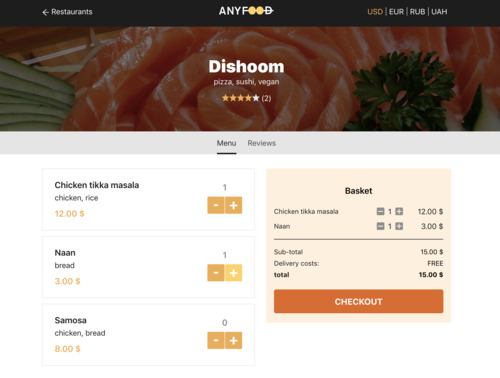 ← Restaurants
ANYFOOD
USD | EUR | RUB | UAH
Dishoom
pizza, sushi, vegan
(2)
Menu Reviews
Chicken tikka masala
chicken, rice
12.00 $
1
- +
Naan
bread
3.00 $
1
- +
Samosa
chicken, bread
8.00 $
0
- +
Basket
Chicken tikka masala - 1 + 12.00 $
Naan - 1 + 3.00 $
Sub-total 15.00 $
Delivery costs: FREE
total 15.00 $
CHECKOUT